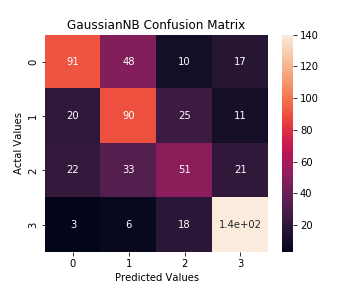 GaussianNB Confusion Matrix
Actal Values
0 91 48 10 17
1 20 90 25 11
2 22 33 51 21
3 3 6 18 1.4e+02
0 1 2 3
Predicted Values
140
120
100
80
60
40
20